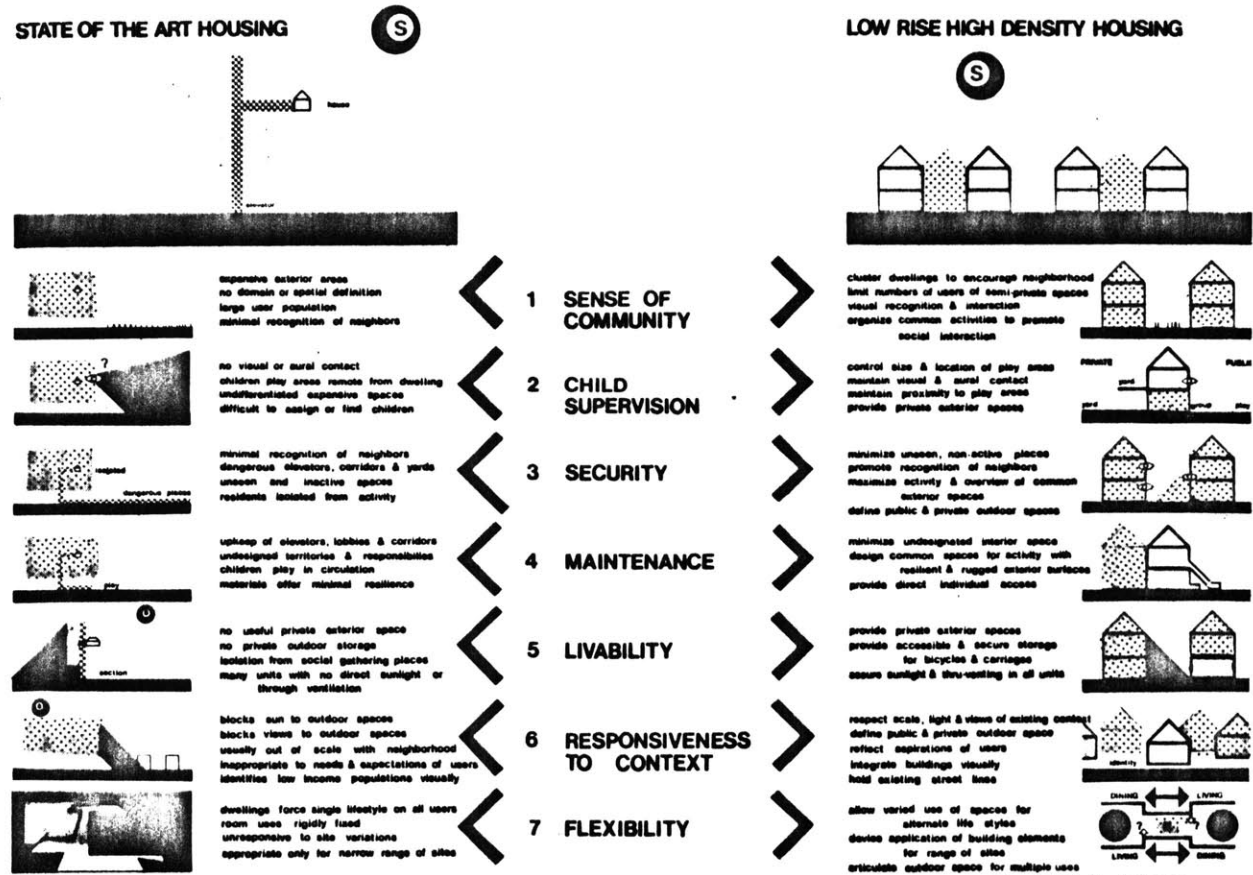 STATE OF THE ART HOUSING
S
LOW RISE HIGH DENSITY HOUSING
S
house
elevator
expensive exterior areas
no domain or spatial definition
large user population
minimal recognition of neighbors
1 SENSE OF
COMMUNITY
cluster dwellings to encourage neighborhood
limit numbers of users of semi-private spaces
visual recognition & interaction
organize common activities to promote
social interaction
?
no visual or aural contact
children play areas remote from dwelling
undifferentiated expensive spaces
difficult to assign or find children
2 CHILD
SUPERVISION
control size & location of play areas
maintain visual & aural contact
maintain proximity to play areas
provide private exterior spaces
PRIVATE
PUBLIC
yard
yard
group
play
isolated
dangerous places
minimal recognition of neighbors
dangerous elevators, corridors & yards
unseen and inactive spaces
residents isolated from activity
3 SECURITY
minimize unseen, non-active places
promote recognition of neighbors
maximize activity & overview of common
exterior spaces
define public & private outdoor spaces
play
upkeep of elevators, lobbies & corridors
undesigned territories & responsibilies
children play in circulation
materials offer minimal resilience
4 MAINTENANCE
minimize undesignated interior space
design common spaces for activity with
resilient & rugged exterior surfaces
provide direct individual access
section
no useful private exterior space
no private outdoor storage
isolation from social gathering places
many units with no direct sunlight or
through ventilation
5 LIVABILITY
provide private exterior spaces
provide accessible & secure storage
for bicycles & carriages
assure sunlight & thru-venting in all units
blocks sun to outdoor spaces
blocks views to outdoor spaces
usually out of scale with neighborhood
inappropriate to needs & expectations of users
identifies low income populations visually
6 RESPONSIVENESS
TO CONTEXT
respect scale, light & views of existing context
define public & private outdoor space
reflect aspirations of users
integrate buildings visually
hold existing street lines
identity
dwellings force single lifestyle on all users
room uses rigidly fixed
unresponsive to site variations
appropriate only for narrow range of sites
7 FLEXIBILITY
allow varied use of spaces for
alternate life styles
devise application of building elements
for range of sites
articulate outdoor space for multiple uses
DINING
LIVING
?
?
LIVING
DINING